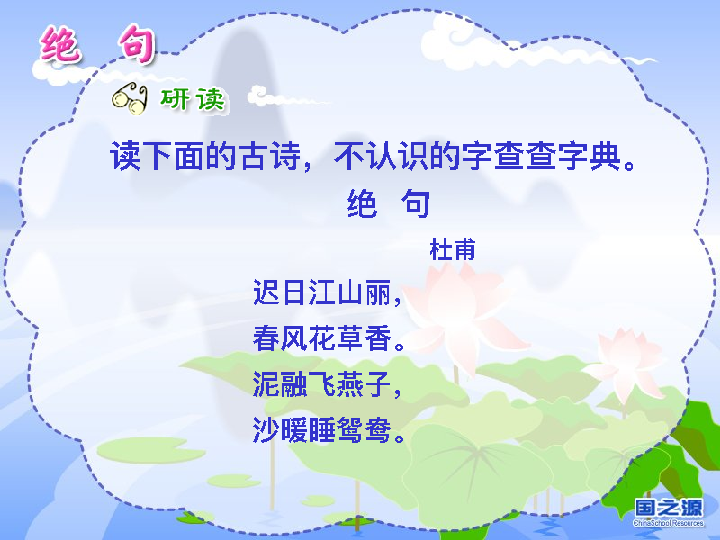 绝 句
研读
读下面的古诗，不认识的字查查字典。
绝 句
杜甫
迟日江山丽，
春风花草香。
泥融飞燕子，
沙暖睡鸳鸯。
国之源
ChinaSchool Resources